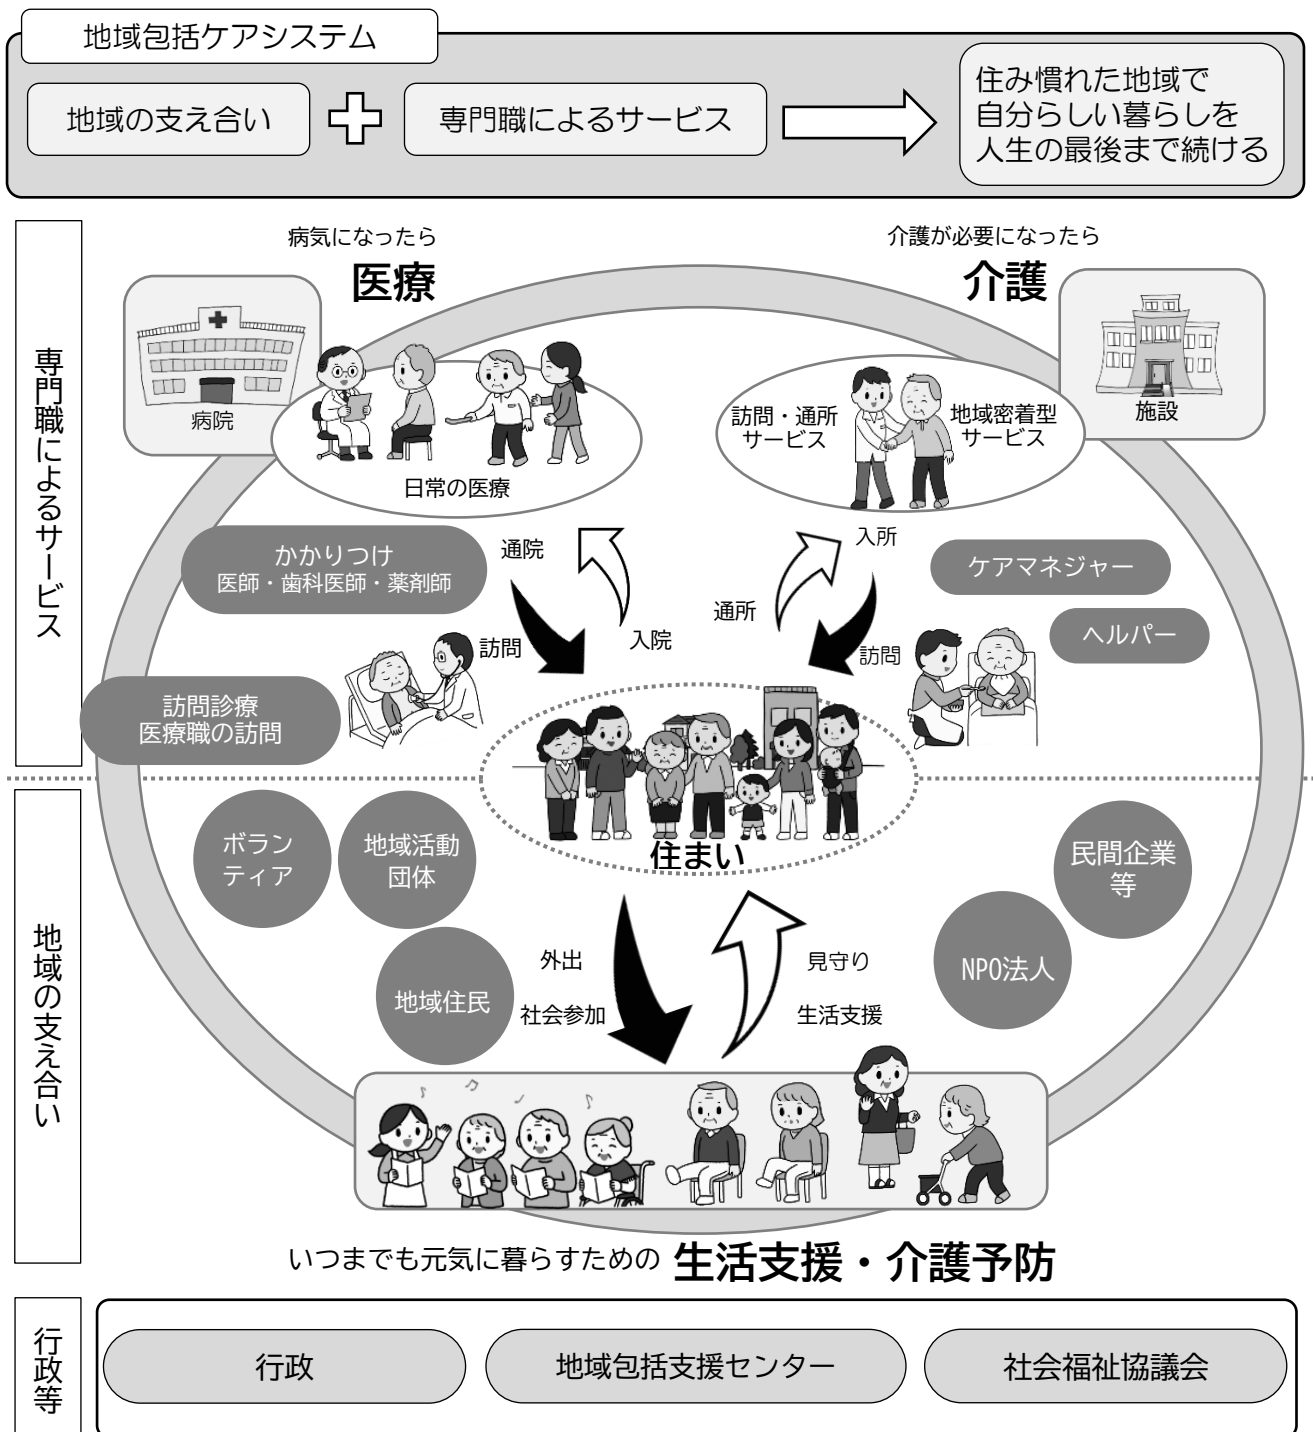 地域包括ケアシステム
地域の支え合い
専門職によるサービス
住み慣れた地域で
自分らしい暮らしを
人生の最後まで続ける
専門職によるサービス
病気になったら
医療
介護が必要になったら
介護
病院
日常の医療
訪問・通所
サービス
地域密着型
サービス
施設
かかりつけ
医師・歯科医師・薬剤師
通院
入院
訪問
入所
通所
訪問
ケアマネジャー
ヘルパー
訪問診療
医療職の訪問
住まい
地域の支え合い
ボラン
ティア
地域活動
団体
地域住民
民間企業
等
NPO法人
外出
社会参加
見守り
生活支援
いつまでも元気に暮らすための 生活支援・介護予防
行政等
行政
地域包括支援センター
社会福祉協議会